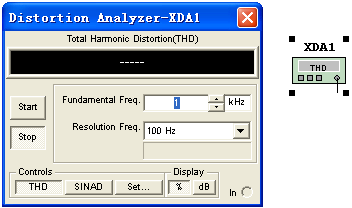 Distortion Analyzer-XDA1
Total Harmonic Distortion(THD)
-----
XDA1
THD
Start
Stop
Fundamental Freq.
1
kHz
Resolution Freq.
100 Hz
Controls
THD
SINAD
Set...
Display
%
dB
In